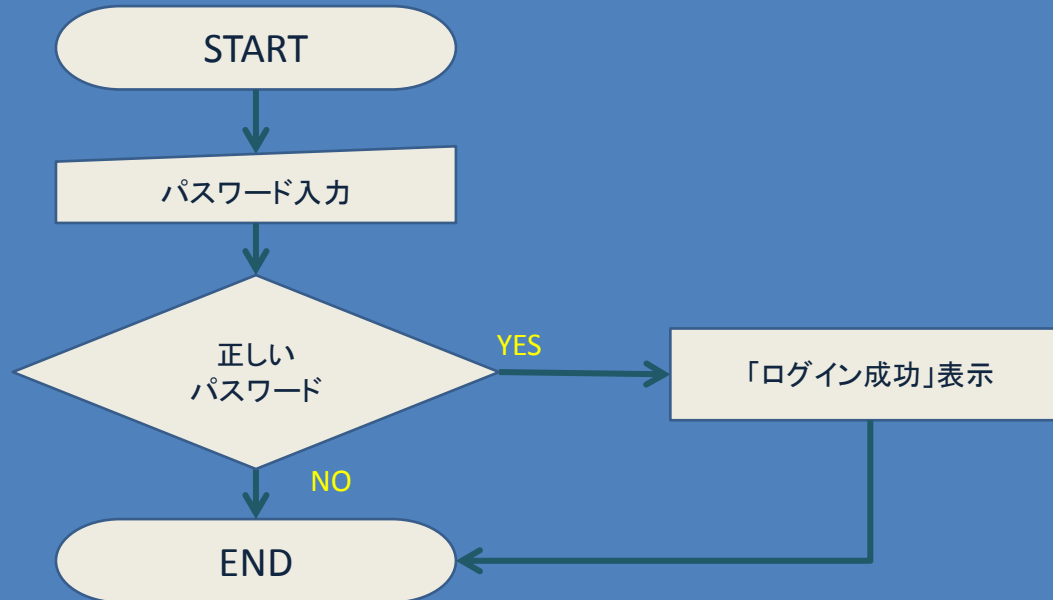 START
パスワード入力
正しい
パスワード
YES
「ログイン成功」表示
NO
END